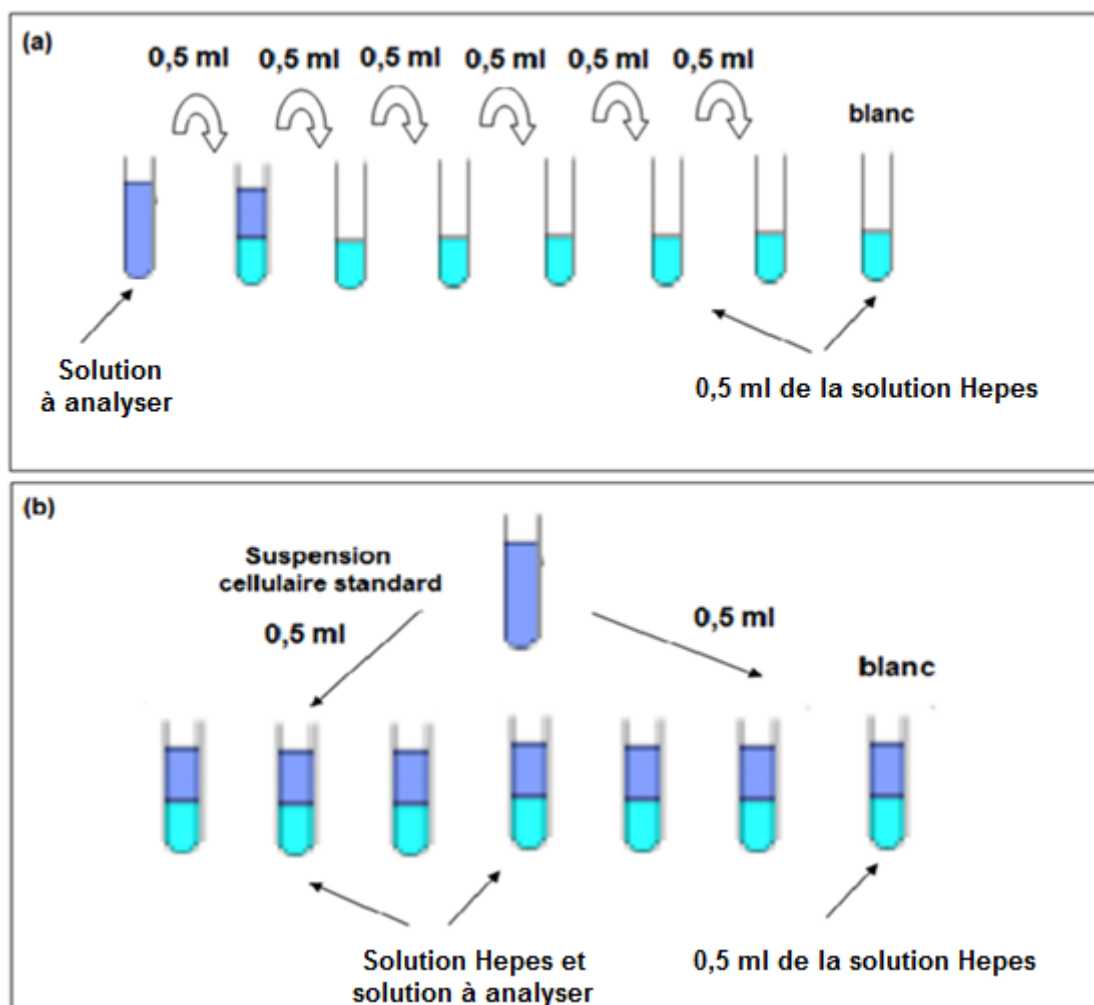 (a)
0,5 ml 0,5 ml 0,5 ml 0,5 ml 0,5 ml 0,5 ml
blanc
Solution
à analyser
0,5 ml de la solution Hepes
(b)
Suspension
cellulaire standard
0,5 ml
0,5 ml
blanc
Solution Hepes et
solution à analyser
0,5 ml de la solution Hepes